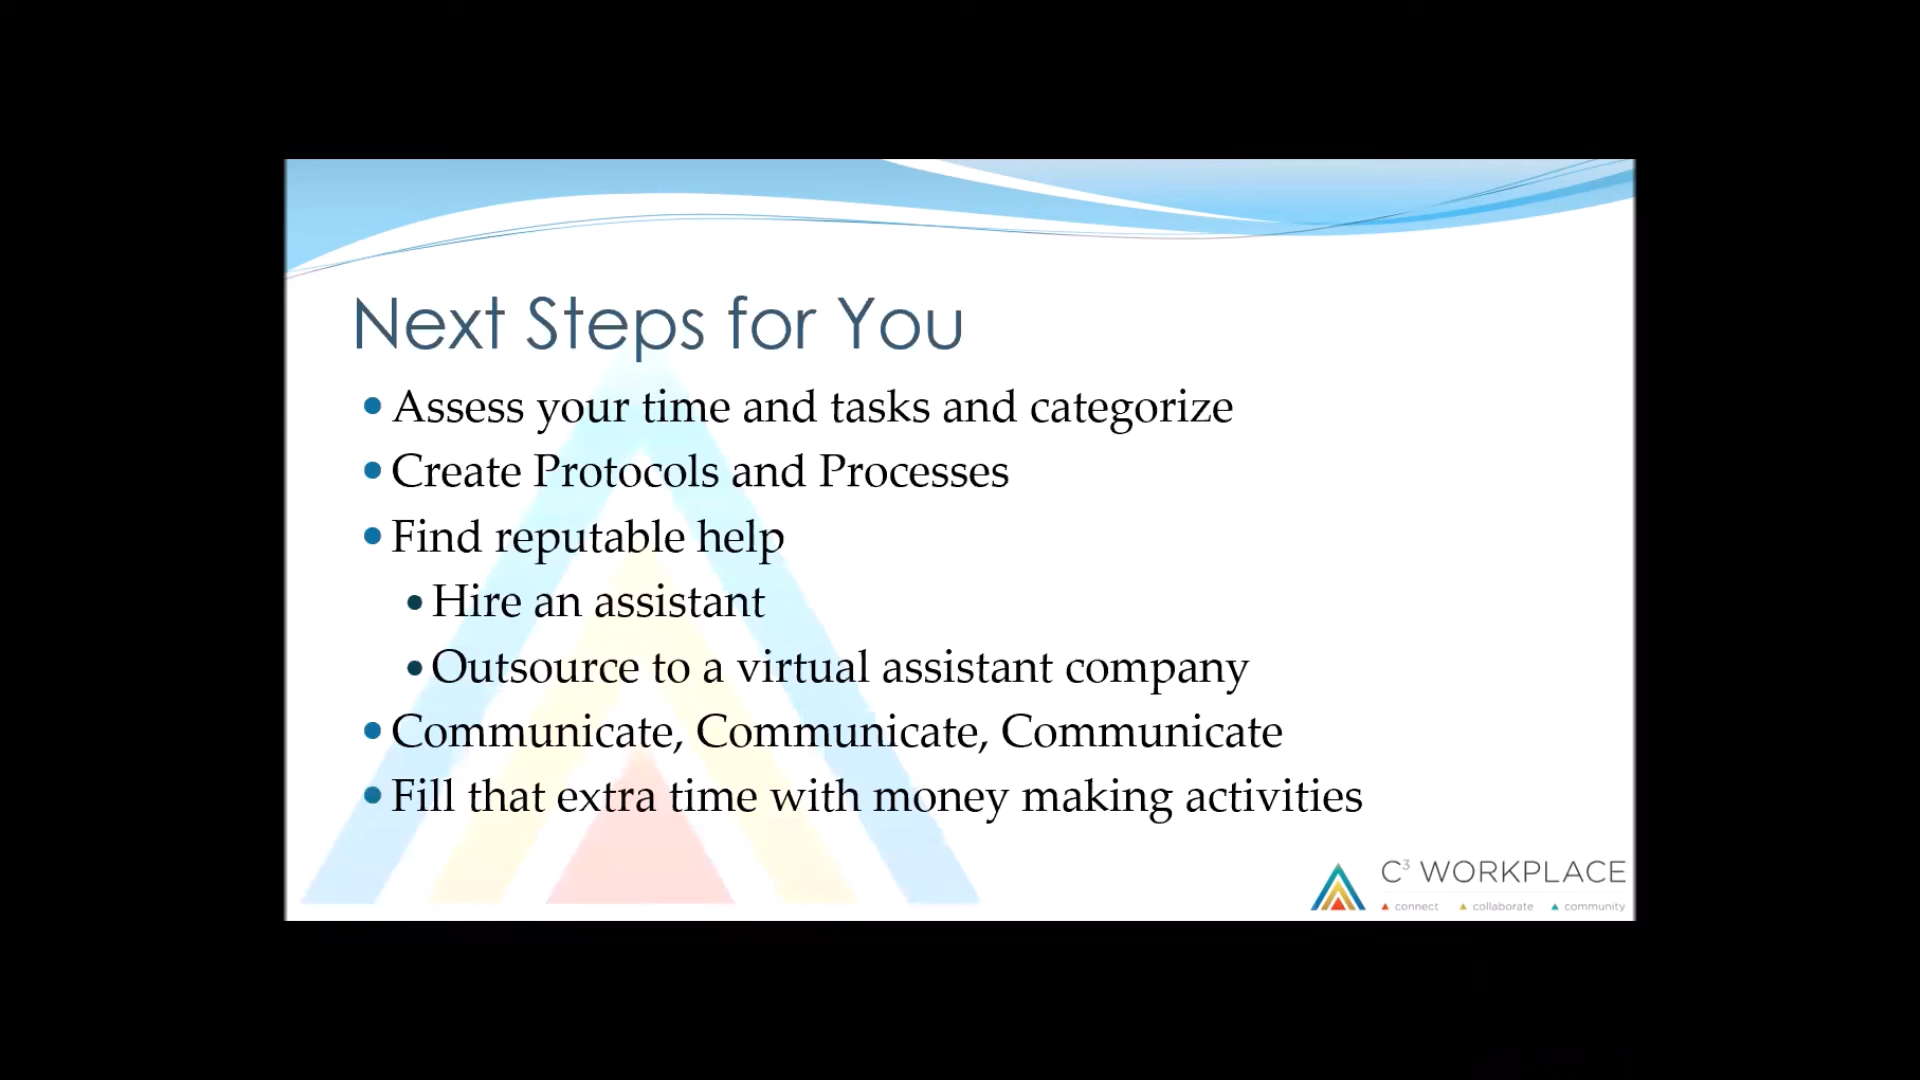 Next Steps for You
• Assess your time and tasks and categorize
• Create Protocols and Processes
• Find reputable help
• Hire an assistant
• Outsource to a virtual assistant company
• Communicate, Communicate, Communicate
• Fill that extra time with money making activities
C³ WORKPLACE
connect collaborate community